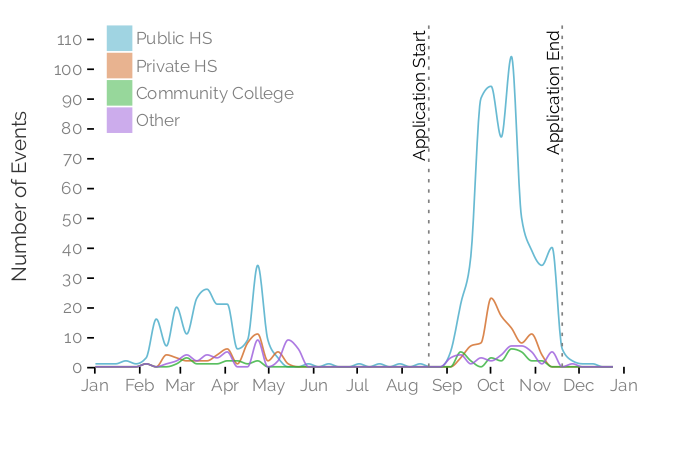 Number of Events
110
100
90
80
70
60
50
40
30
20
10
0
Public HS
Private HS
Community College
Other
Application Start
Application End
Jan Feb Mar Apr May Jun Jul Aug Sep Oct Nov Dec Jan